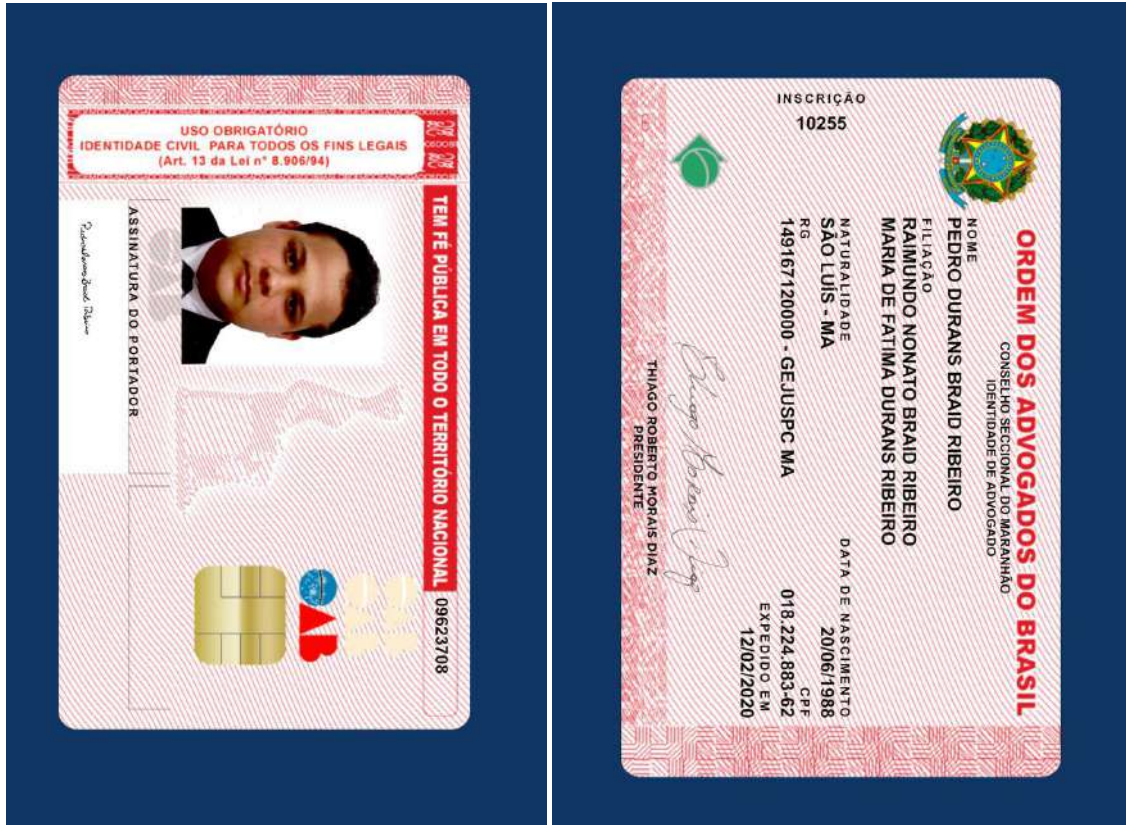 USO OBRIGATÓRIO
IDENTIDADE CIVIL PARA TODOS OS FINS LEGAIS
(Art. 13 da Lei nº 8.906/94)
TEM FÉ PÚBLICA EM TODO O TERRITÓRIO NACIONAL
09623708
ASSINATURA DO PORTADOR
OAB
ORDEM DOS ADVOGADOS DO BRASIL
CONSELHO SECCIONAL DO MARANHÃO
IDENTIDADE DE ADVOGADO
INSCRIÇÃO
10255
NOME
PEDRO DURANS BRAID RIBEIRO
FILIAÇÃO
RAIMUNDO NONATO BRAID RIBEIRO
MARIA DE FATIMA DURANS RIBEIRO
NATURALIDADE
SÃO LUÍS - MA
DATA DE NASCIMENTO
20/06/1988
RG
149167120000 - GEJUSPC MA
CPF
018.224.883-62
EXPEDIDO EM
12/02/2020
THIAGO ROBERTO MORAIS DIAZ
PRESIDENTE